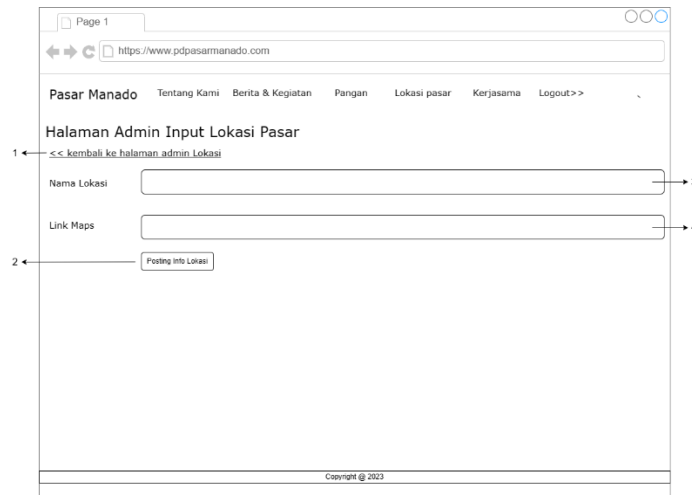 Page 1
https://www.pdpasarmanado.com
Pasar Manado Tentang Kami Berita & Kegiatan Pangan Lokasi pasar Kerjasama Logout>>
Halaman Admin Input Lokasi Pasar
1 << kembali ke halaman admin Lokasi
Nama Lokasi
Link Maps
2 Posting Info Lokasi
Copyright @ 2023